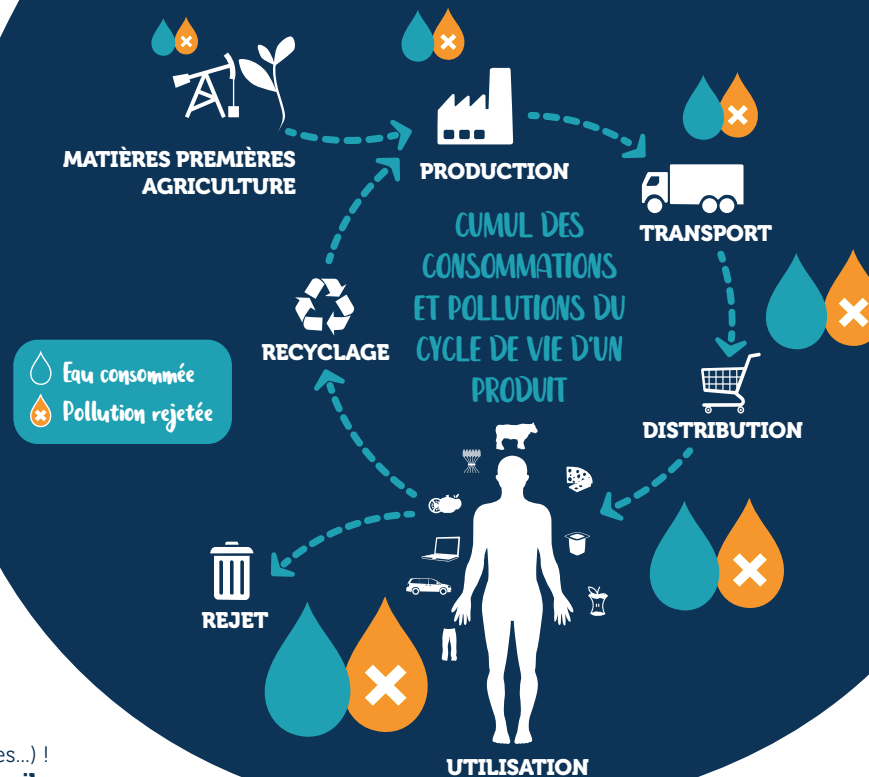 MATIÈRES PREMIÈRES
AGRICULTURE
PRODUCTION
TRANSPORT
CUMUL DES
CONSOMMATIONS
ET POLLUTIONS DU
CYCLE DE VIE D'UN
PRODUIT
RECYCLAGE
Eau consommée
Pollution rejetée
DISTRIBUTION
REJET
UTILISATION
es...) !